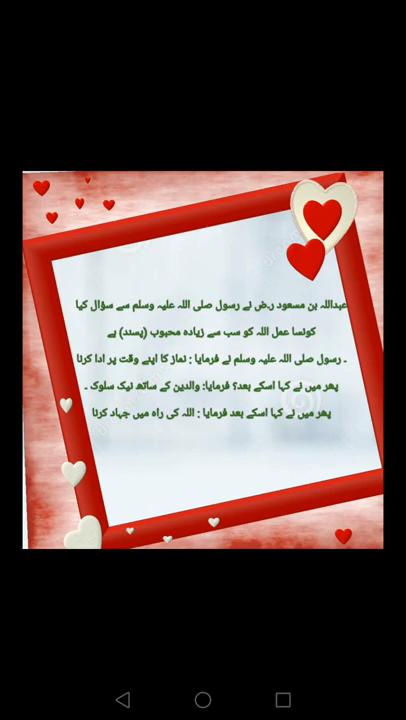 عبداللہ بن مسعود ر.ض نے رسول صلی اللہ علیہ وسلم سے سؤال کیا
کونسا عمل اللہ کو سب سے زیادہ محبوب (پسند) ہے
۔ رسول صلی اللہ علیہ وسلم نے فرمایا : نماز کا اپنے وقت پر ادا کرنا
پھر میں نے کہا اسکے بعد؟ فرمایا: والدین کے ساتھ نیک سلوک ۔
پھر میں نے کہا اسکے بعد فرمایا : اللہ کی راہ میں جہاد کرنا